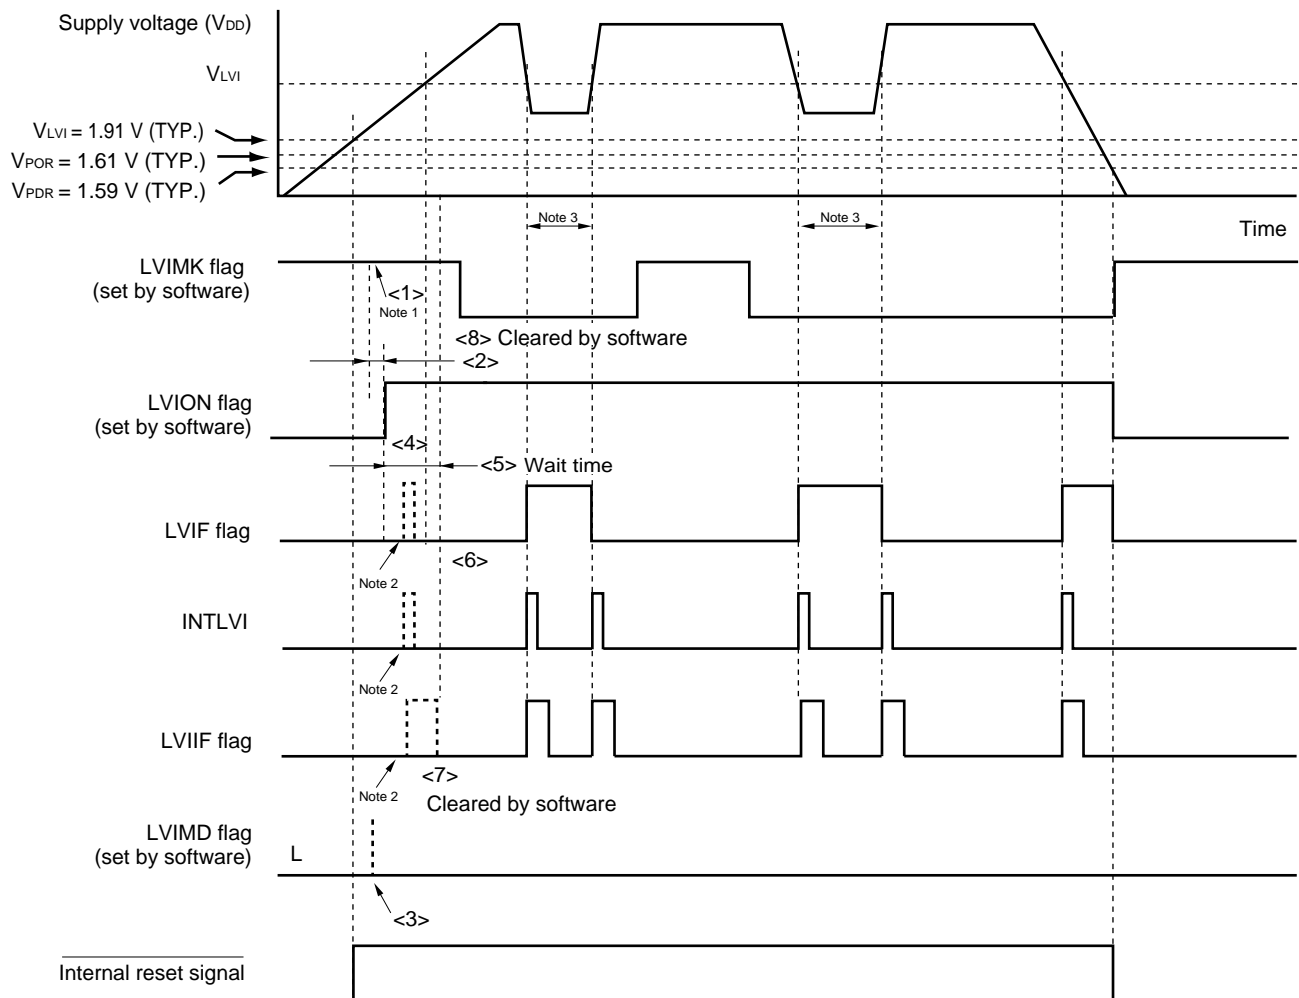 Supply voltage (VDD)
VLVI
VLVI = 1.91 V (TYP.)
VPOR = 1.61 V (TYP.)
VPDR = 1.59 V (TYP.)
Note 3
Note 3
Time
LVIMK flag
(set by software)
<1>
Note 1
<8> Cleared by software
<2>
LVION flag
(set by software)
<4>
<5> Wait time
LVIF flag
<6>
Note 2
INTLVI
Note 2
LVIIF flag
<7>
Note 2
Cleared by software
LVIMD flag
(set by software)
L
<3>
Internal reset signal